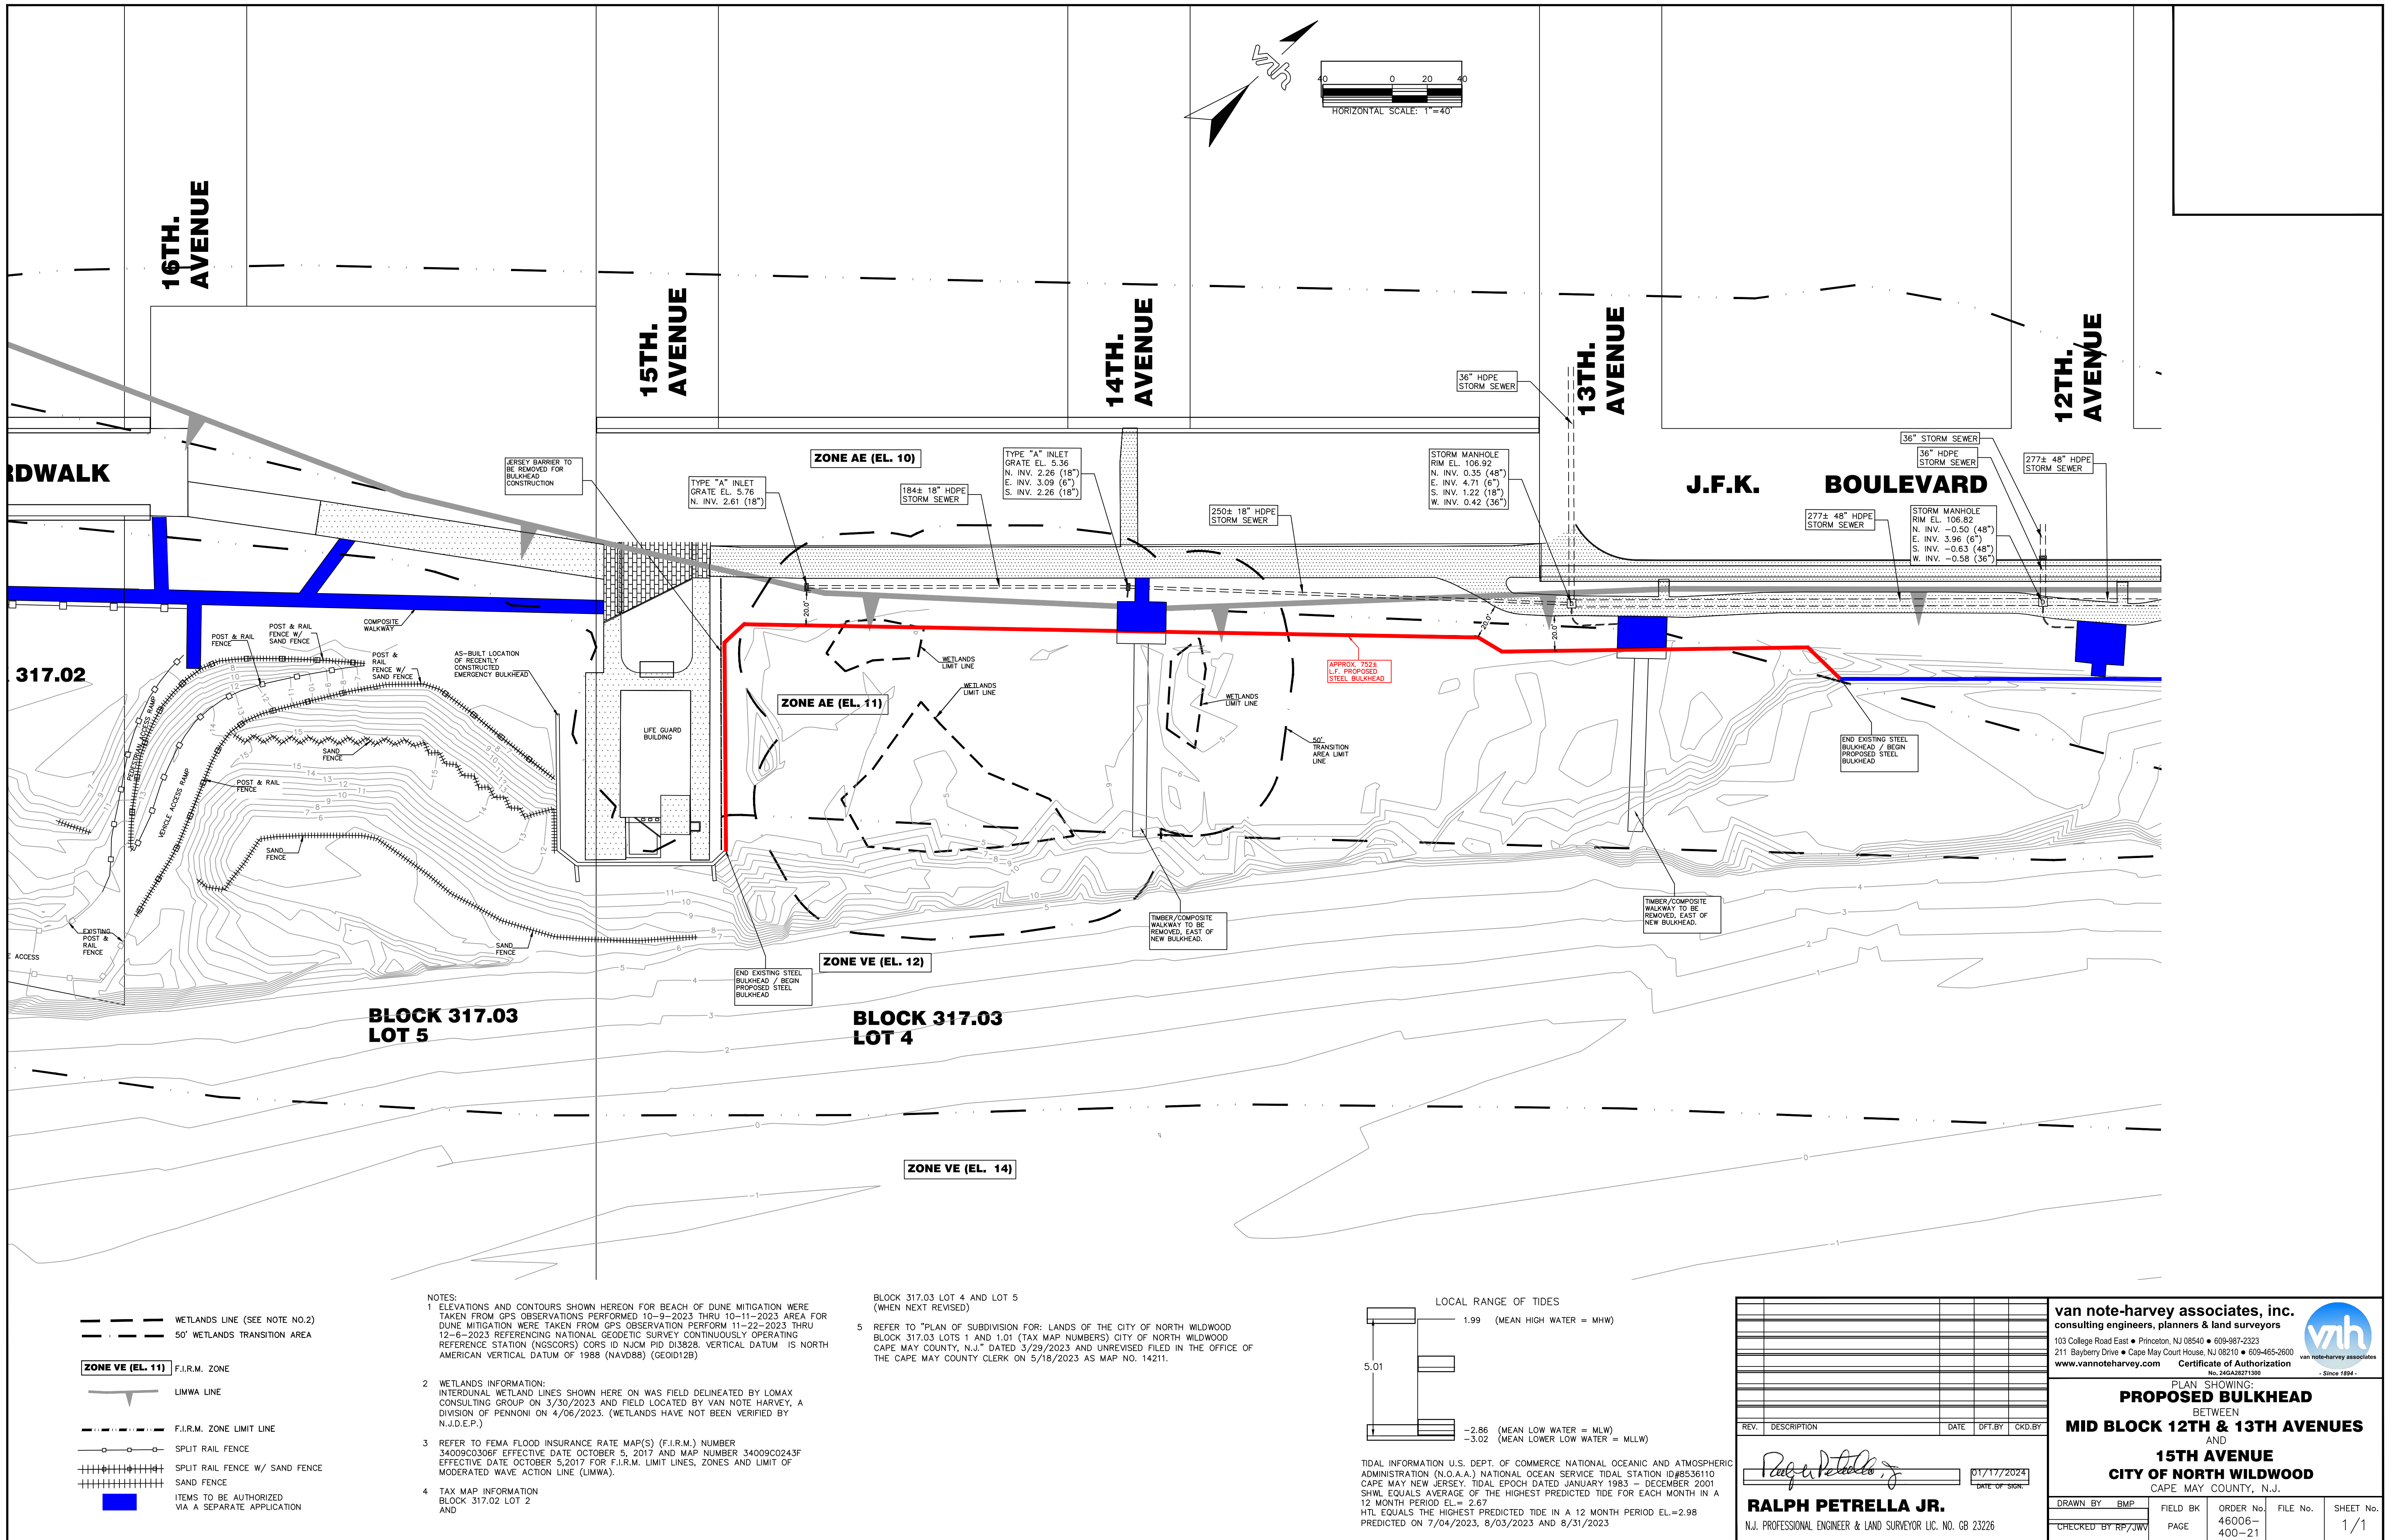 16TH.
AVENUE
15TH.
AVENUE
14TH.
AVENUE
13TH.
AVENUE
12TH.
AVENUE
vnh
40 0 20 40
HORIZONTAL SCALE: 1"=40'
RDWALK
J.F.K. BOULEVARD
JERSEY BARRIER TO
BE REMOVED FOR
BULKHEAD
CONSTRUCTION
TYPE "A" INLET
GRATE EL. 5.76
N. INV. 2.61 (18")
ZONE AE (EL. 10)
184± 18" HDPE
STORM SEWER
TYPE "A" INLET
GRATE EL. 5.36
N. INV. 2.26 (18")
E. INV. 3.09 (6")
S. INV. 2.26 (18")
250± 18" HDPE
STORM SEWER
36" HDPE
STORM SEWER
STORM MANHOLE
RIM EL. 106.92
N. INV. 0.35 (48")
E. INV. 4.71 (6")
S. INV. 1.22 (18")
W. INV. 0.42 (36")
277± 48" HDPE
STORM SEWER
36" STORM SEWER
36" HDPE
STORM SEWER
STORM MANHOLE
RIM EL. 106.82
N. INV. -0.50 (48")
E. INV. 3.96 (6")
S. INV. -0.63 (48")
W. INV. -0.58 (36")
277± 48" HDPE
STORM SEWER
20.0'
20.0'
20.0'
317.02
POST & RAIL
FENCE
POST & RAIL
FENCE W/
SAND FENCE
COMPOSITE
WALKWAY
POST &
RAIL
FENCE W/
SAND FENCE
AS-BUILT LOCATION
OF RECENTLY
CONSTRUCTED
EMERGENCY BULKHEAD
LIFE GUARD
BUILDING
PEDESTRIAN ACCESS RAMP
VEHICLE ACCESS RAMP
SAND
FENCE
POST & RAIL
FENCE
SAND
FENCE
SAND
FENCE
EXISTING
POST &
RAIL
FENCE
E ACCESS
WETLANDS
LIMIT LINE
WETLANDS
LIMIT LINE
WETLANDS
LIMIT LINE
ZONE AE (EL. 11)
50'
TRANSITION
AREA LIMIT
LINE
APPROX. 752±
L.F. PROPOSED
STEEL BULKHEAD
END EXISTING STEEL
BULKHEAD / BEGIN
PROPOSED STEEL
BULKHEAD
TIMBER/COMPOSITE
WALKWAY TO BE
REMOVED, EAST OF
NEW BULKHEAD.
TIMBER/COMPOSITE
WALKWAY TO BE
REMOVED, EAST OF
NEW BULKHEAD.
END EXISTING STEEL
BULKHEAD / BEGIN
PROPOSED STEEL
BULKHEAD
ZONE VE (EL. 12)
BLOCK 317.03
LOT 5
BLOCK 317.03
LOT 4
ZONE VE (EL. 14)
WETLANDS LINE (SEE NOTE NO.2)
50' WETLANDS TRANSITION AREA
ZONE VE (EL. 11) F.I.R.M. ZONE
LIMWA LINE
F.I.R.M. ZONE LIMIT LINE
SPLIT RAIL FENCE
SPLIT RAIL FENCE W/ SAND FENCE
SAND FENCE
ITEMS TO BE AUTHORIZED
VIA A SEPARATE APPLICATION
NOTES:
1 ELEVATIONS AND CONTOURS SHOWN HEREON FOR BEACH OF DUNE MITIGATION WERE
TAKEN FROM GPS OBSERVATIONS PERFORMED 10-9-2023 THRU 10-11-2023 AREA FOR
DUNE MITIGATION WERE TAKEN FROM GPS OBSERVATION PERFORM 11-22-2023 THRU
12-6-2023 REFERENCING NATIONAL GEODETIC SURVEY CONTINUOUSLY OPERATING
REFERENCE STATION (NGSCORS) CORS ID NJCM PID DI3828. VERTICAL DATUM IS NORTH
AMERICAN VERTICAL DATUM OF 1988 (NAVD88) (GEOID12B)
2 WETLANDS INFORMATION:
INTERDUNAL WETLAND LINES SHOWN HERE ON WAS FIELD DELINEATED BY LOMAX
CONSULTING GROUP ON 3/30/2023 AND FIELD LOCATED BY VAN NOTE HARVEY, A
DIVISION OF PENNONI ON 4/06/2023. (WETLANDS HAVE NOT BEEN VERIFIED BY
N.J.D.E.P.)
3 REFER TO FEMA FLOOD INSURANCE RATE MAP(S) (F.I.R.M.) NUMBER
34009C0306F EFFECTIVE DATE OCTOBER 5, 2017 AND MAP NUMBER 34009C0243F
EFFECTIVE DATE OCTOBER 5,2017 FOR F.I.R.M. LIMIT LINES, ZONES AND LIMIT OF
MODERATED WAVE ACTION LINE (LIMWA).
4 TAX MAP INFORMATION
BLOCK 317.02 LOT 2
AND
BLOCK 317.03 LOT 4 AND LOT 5
(WHEN NEXT REVISED)
5 REFER TO "PLAN OF SUBDIVISION FOR: LANDS OF THE CITY OF NORTH WILDWOOD
BLOCK 317.03 LOTS 1 AND 1.01 (TAX MAP NUMBERS) CITY OF NORTH WILDWOOD
CAPE MAY COUNTY, N.J." DATED 3/29/2023 AND UNREVISED FILED IN THE OFFICE OF
THE CAPE MAY COUNTY CLERK ON 5/18/2023 AS MAP NO. 14211.
LOCAL RANGE OF TIDES
1.99 (MEAN HIGH WATER = MHW)
5.01
-2.86 (MEAN LOW WATER = MLW)
-3.02 (MEAN LOWER LOW WATER = MLLW)
TIDAL INFORMATION U.S. DEPT. OF COMMERCE NATIONAL OCEANIC AND ATMOSPHERIC
ADMINISTRATION (N.O.A.A.) NATIONAL OCEAN SERVICE TIDAL STATION ID#8536110
CAPE MAY NEW JERSEY. TIDAL EPOCH DATED JANUARY 1983 - DECEMBER 2001
SHWL EQUALS AVERAGE OF THE HIGHEST PREDICTED TIDE FOR EACH MONTH IN A
12 MONTH PERIOD EL.= 2.67
HTL EQUALS THE HIGHEST PREDICTED TIDE IN A 12 MONTH PERIOD EL.=2.98
PREDICTED ON 7/04/2023, 8/03/2023 AND 8/31/2023
REV. DESCRIPTION DATE DFT.BY CKD.BY
Ralph Petrella Jr
01/17/2024
DATE OF SIGN.
RALPH PETRELLA JR.
N.J. PROFESSIONAL ENGINEER & LAND SURVEYOR LIC. NO. GB 23226
van note-harvey associates, inc.
consulting engineers, planners & land surveyors
103 College Road East ● Princeton, NJ 08540 ● 609-987-2323
211 Bayberry Drive ● Cape May Court House, NJ 08210 ● 609-465-2600
www.vannoteharvey.com Certificate of Authorization
No. 24GA28271300
vnh
van note-harvey associates
- Since 1894 -
PLAN SHOWING:
PROPOSED BULKHEAD
BETWEEN
MID BLOCK 12TH & 13TH AVENUES
AND
15TH AVENUE
CITY OF NORTH WILDWOOD
CAPE MAY COUNTY, N.J.
DRAWN BY BMP
CHECKED BY RP/JWV
FIELD BK
PAGE
ORDER No.
46006-
400-21
FILE No.
SHEET No.
1/1